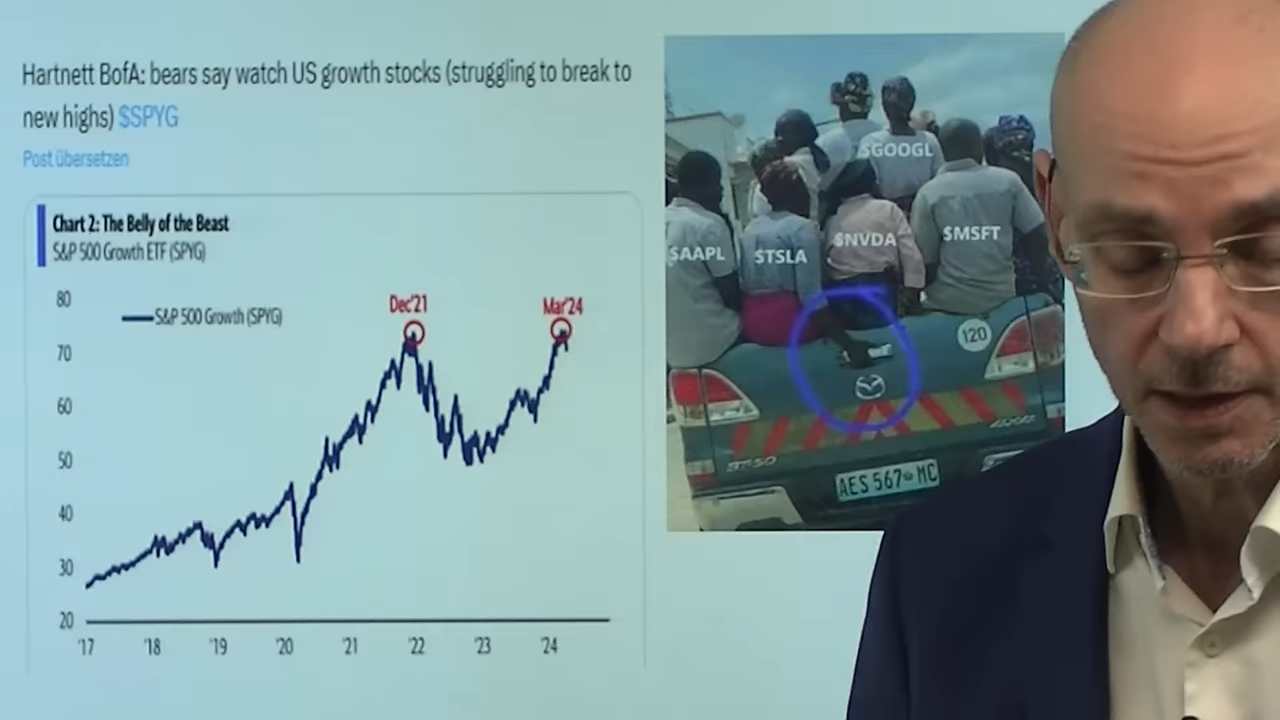 Hartnett BofA: bears say watch US growth stocks (struggling to break to
new highs) $SPYG
Post übersetzen
Chart 2: The Belly of the Beast
S&P 500 Growth ETF (SPYG)
S&P 500 Growth (SPYG)
Dec'21
Mar'24
80
70
60
50
40
30
20
'17 '18 '19 '20 '21 '22 '23 '24
$GOOGL
$AAPL
$TSLA
$NVDA
$MSFT
120
AES 567 MC